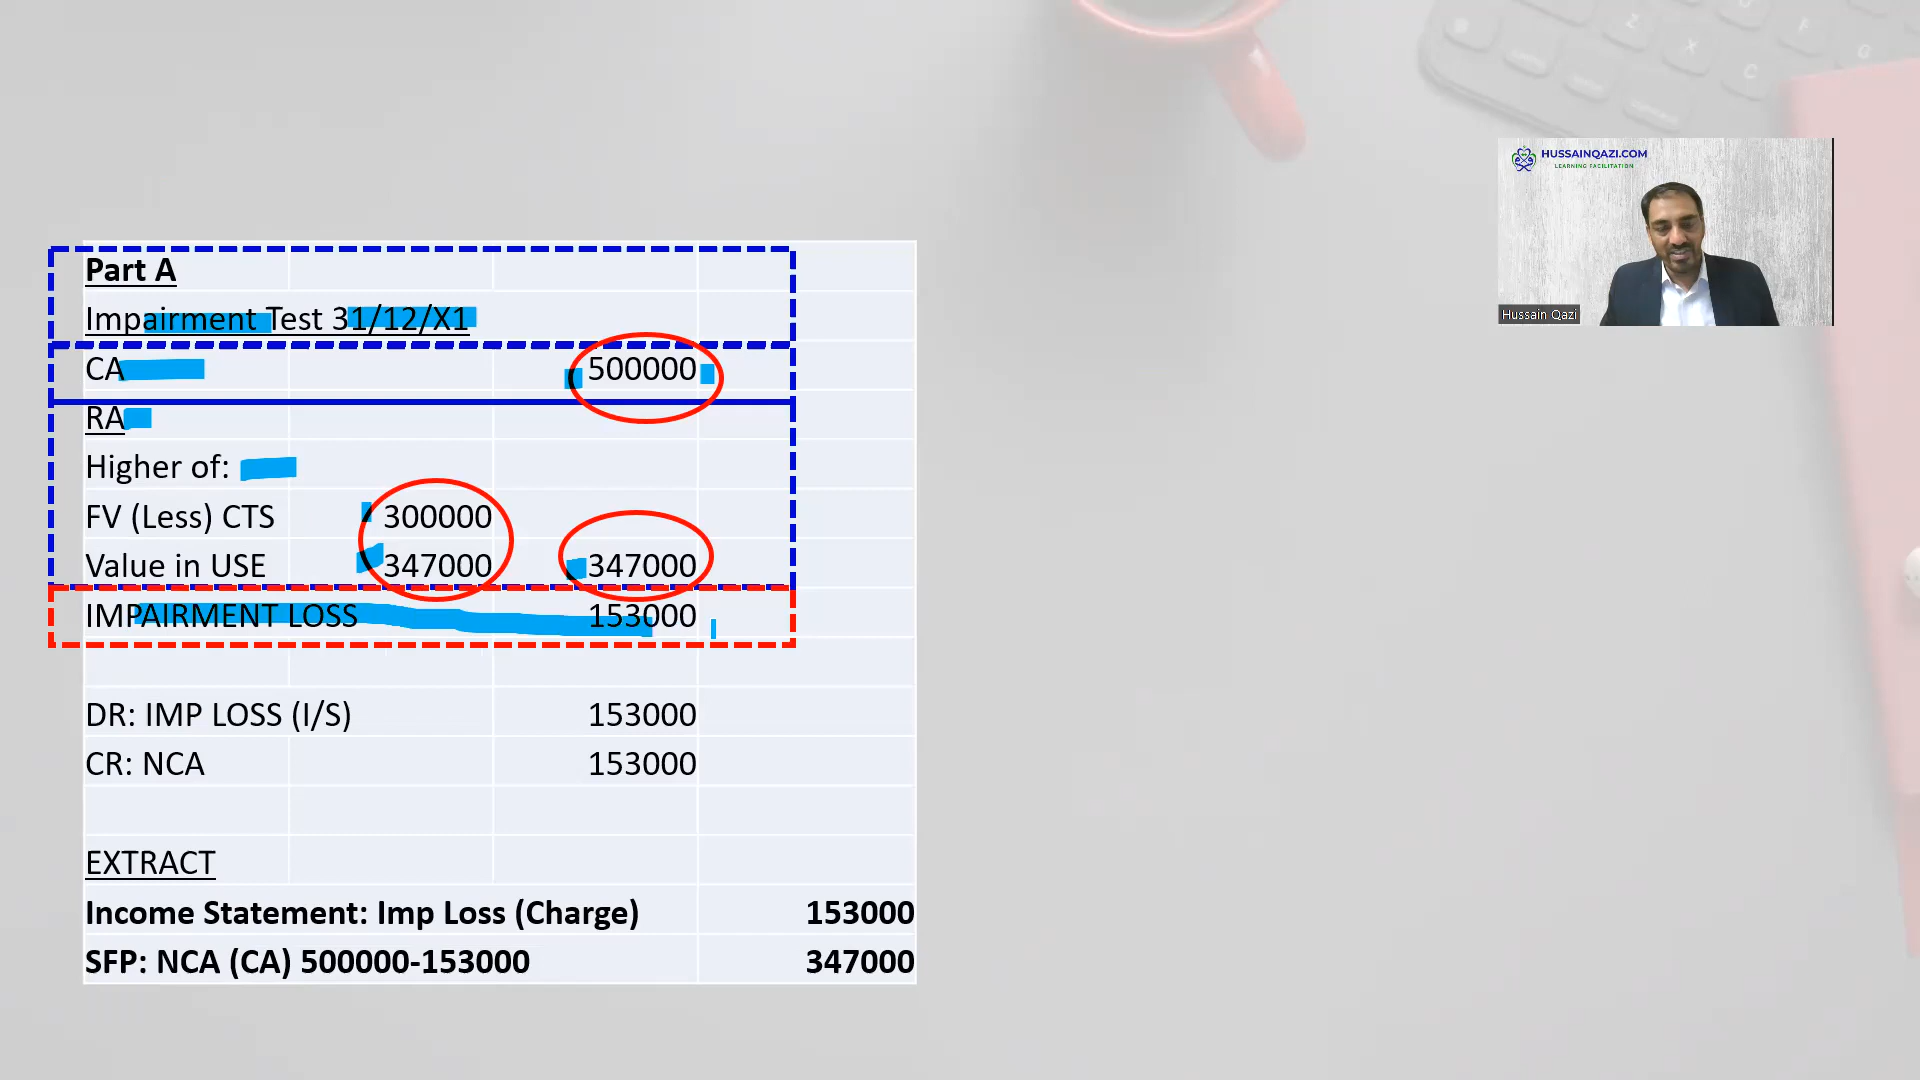 HUSSAINQAZI.COM
LEARNING FACILITATION
Hussain Qazi
Part A
Impairment Test 31/12/X1
CA 500000
RA
Higher of:
FV (Less) CTS 300000
Value in USE 347000 347000
IMPAIRMENT LOSS 153000
DR: IMP LOSS (I/S) 153000
CR: NCA 153000
EXTRACT
Income Statement: Imp Loss (Charge) 153000
SFP: NCA (CA) 500000-153000 347000